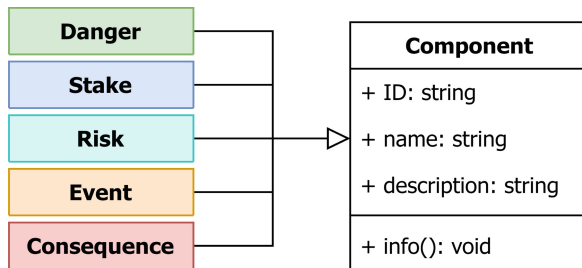 Danger
Stake
Risk
Event
Consequence
Component
+ ID: string
+ name: string
+ description: string
+ info(): void